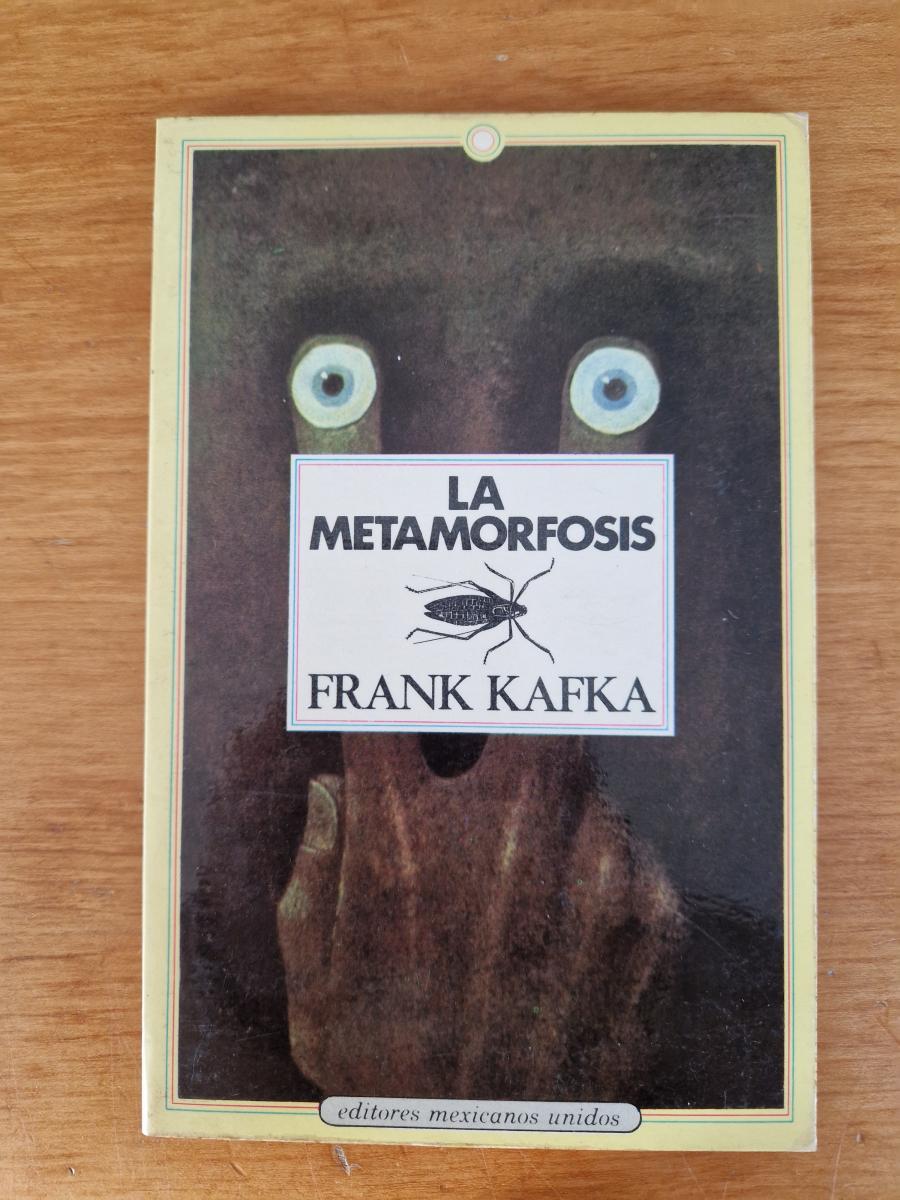 LA
METAMORFOSIS
FRANK KAFKA
editores mexicanos unidos